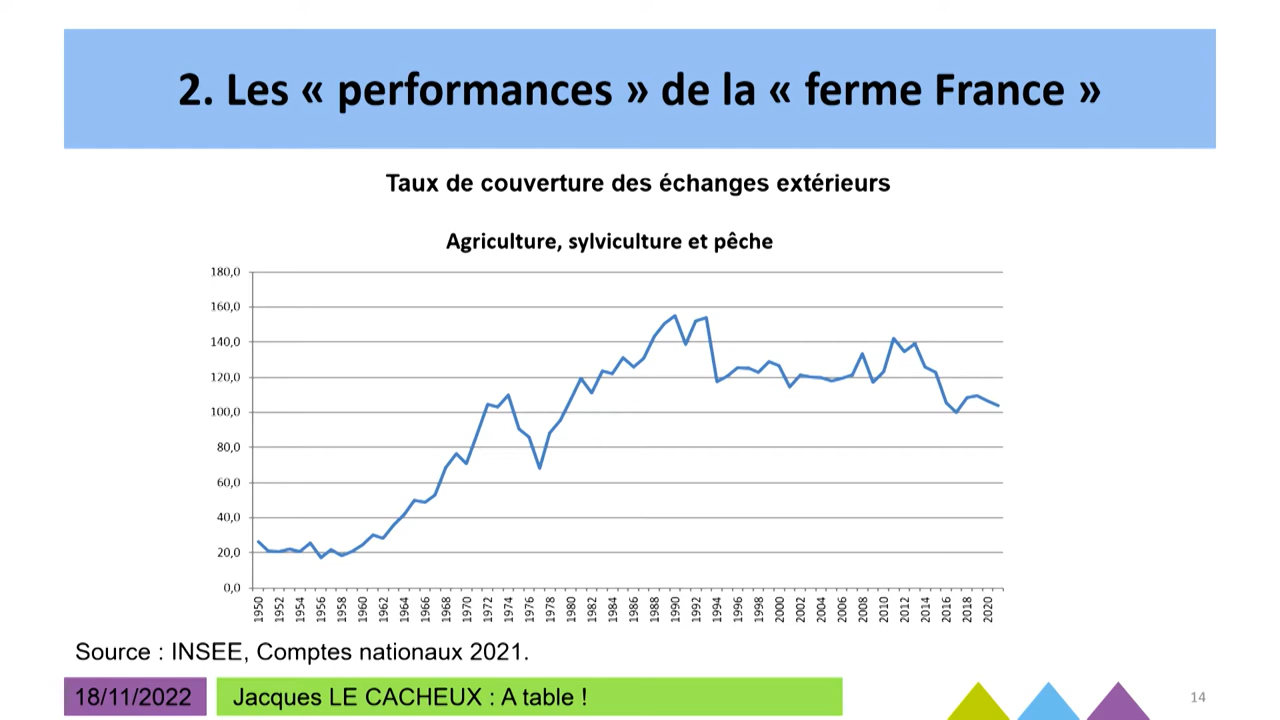 2. Les « performances » de la « ferme France »
Taux de couverture des échanges extérieurs
Agriculture, sylviculture et pêche
180,0
160,0
140,0
120,0
100,0
80,0
60,0
40,0
20,0
0,0
1950 1952 1954 1956 1958 1960 1962 1964 1966 1968 1970 1972 1974 1976 1978 1980 1982 1984 1986 1988 1990 1992 1994 1996 1998 2000 2002 2004 2006 2008 2010 2012 2014 2016 2018 2020
Source : INSEE, Comptes nationaux 2021.
18/11/2022 Jacques LE CACHEUX : A table ! 14